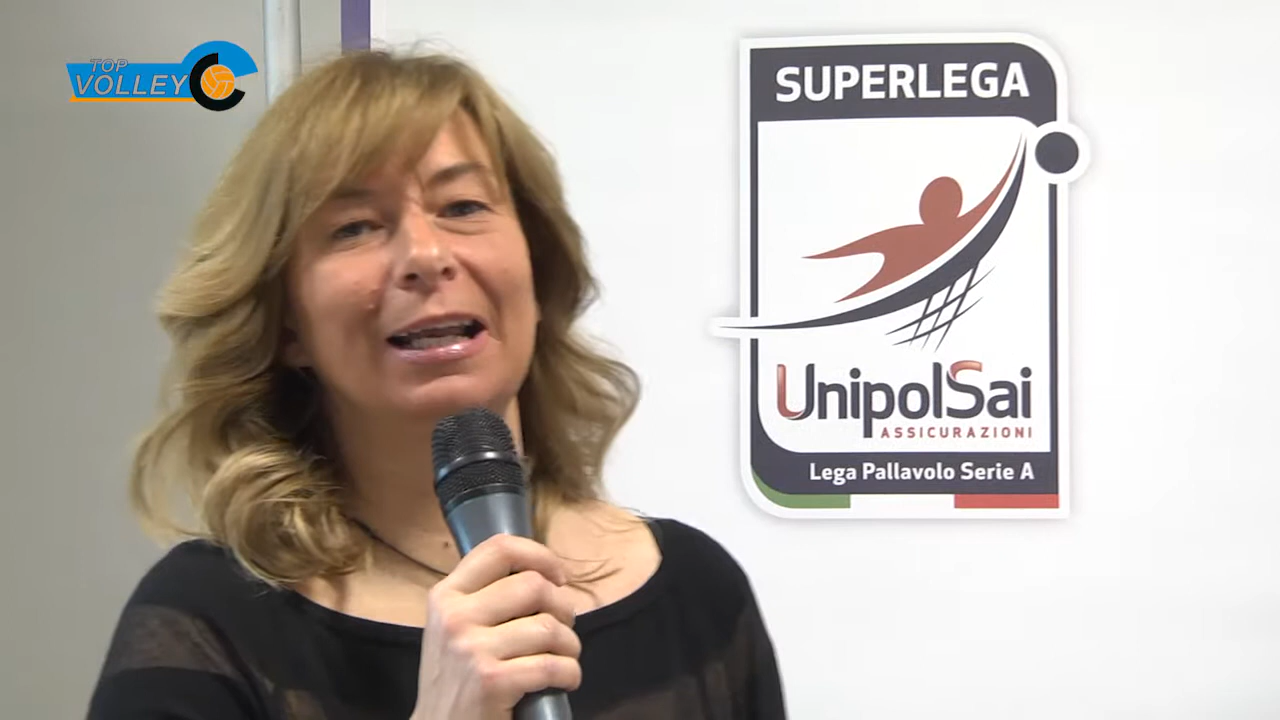 TOP
VOLLEY
SUPERLEGA
UnipolSai
ASSICURAZIONI
Lega Pallavolo Serie A